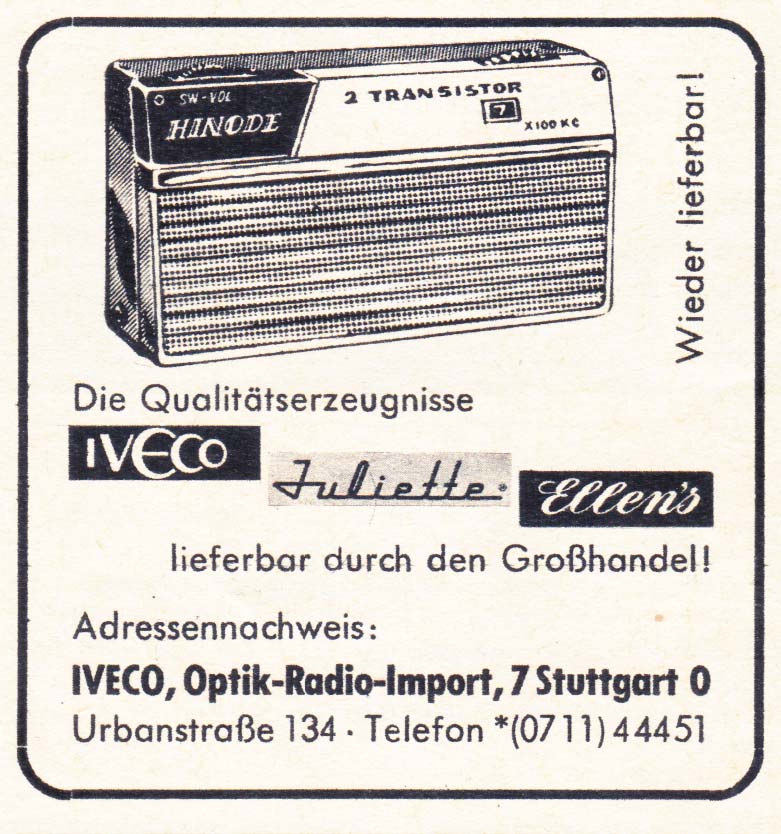 SW-VOL
HINODE
2 TRANSISTOR
7
X100 KC
Wieder lieferbar!
Die Qualitätserzeugnisse
IVECO
Juliette
Ellen's
lieferbar durch den Großhandel!
Adressennachweis:
IVECO, Optik-Radio-Import, 7 Stuttgart O
Urbanstraße 134 · Telefon *(0711) 44451